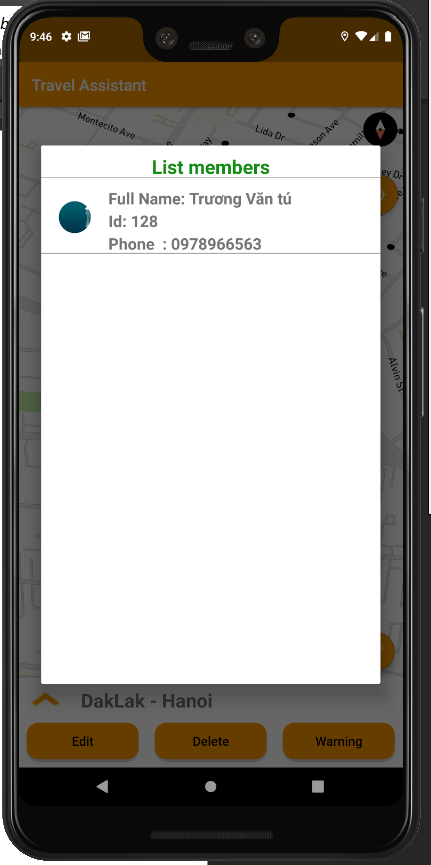 b
9:46
Travel Assistant
Montecito Ave
Lida Dr
List members
Full Name: Trương Văn tú
Id: 128
Phone : 0978966563
Alvin St
DakLak - Hanoi
Edit
Delete
Warning